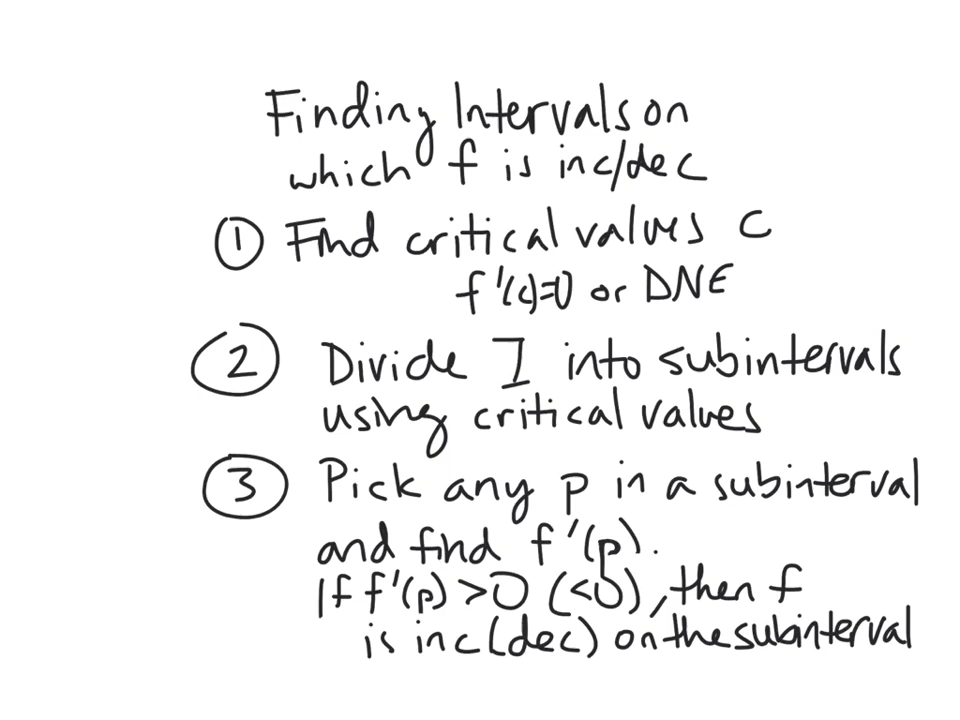 Finding Intervals on
which f is inc/dec
① Find critical values c
f'(c)=0 or DNE
② Divide I into subintervals
using critical values
③ Pick any p in a subinterval
and find f'(p).
If f'(p) >0 (<0), then f
is inc(dec) on the subinterval